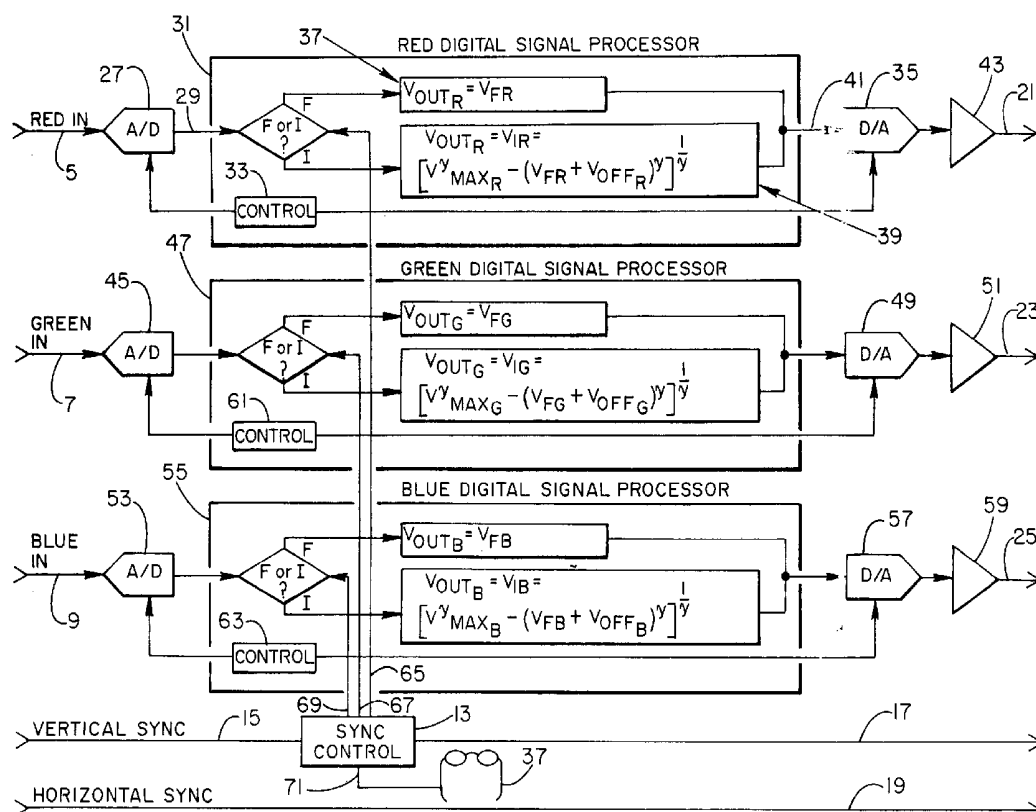 31
37
RED DIGITAL SIGNAL PROCESSOR
27
29
41
35
43
21
RED IN
5
A/D
F or I
?
F
I
VOUTR = VFR
VOUTR = VIR =
[VγMAXR − (VFR + VOFFR)γ]1/γ
D/A
33
CONTROL
39
47
GREEN DIGITAL SIGNAL PROCESSOR
45
49
51
23
GREEN
IN
7
A/D
F or I
?
F
I
VOUTG = VFG
VOUTG = VIG =
[VγMAXG − (VFG + VOFFG)γ]1/γ
D/A
61
CONTROL
55
BLUE DIGITAL SIGNAL PROCESSOR
53
57
59
25
BLUE
IN
9
A/D
F or I
?
F
I
VOUTB = VFB
VOUTB = VIB =
[VγMAXB − (VFB + VOFFB)γ]1/γ
D/A
63
CONTROL
65
69
67
13
VERTICAL SYNC
15
SYNC
CONTROL
17
71
37
HORIZONTAL SYNC
19